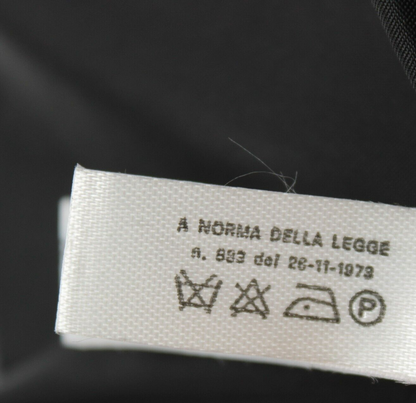 A NORMA DELLA LEGGE
n. 883 del 26-11-1973
P